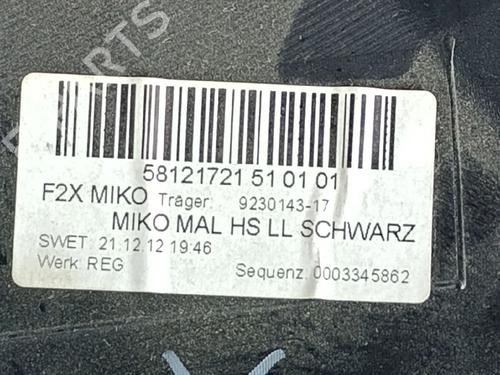 PARTS
58121721 51 01 01
F2X MIKO Träger: 9230143-17
MIKO MAL HS LL SCHWARZ
SWET: 21.12.12 19:46
Werk: REG Sequenz: 0003345862